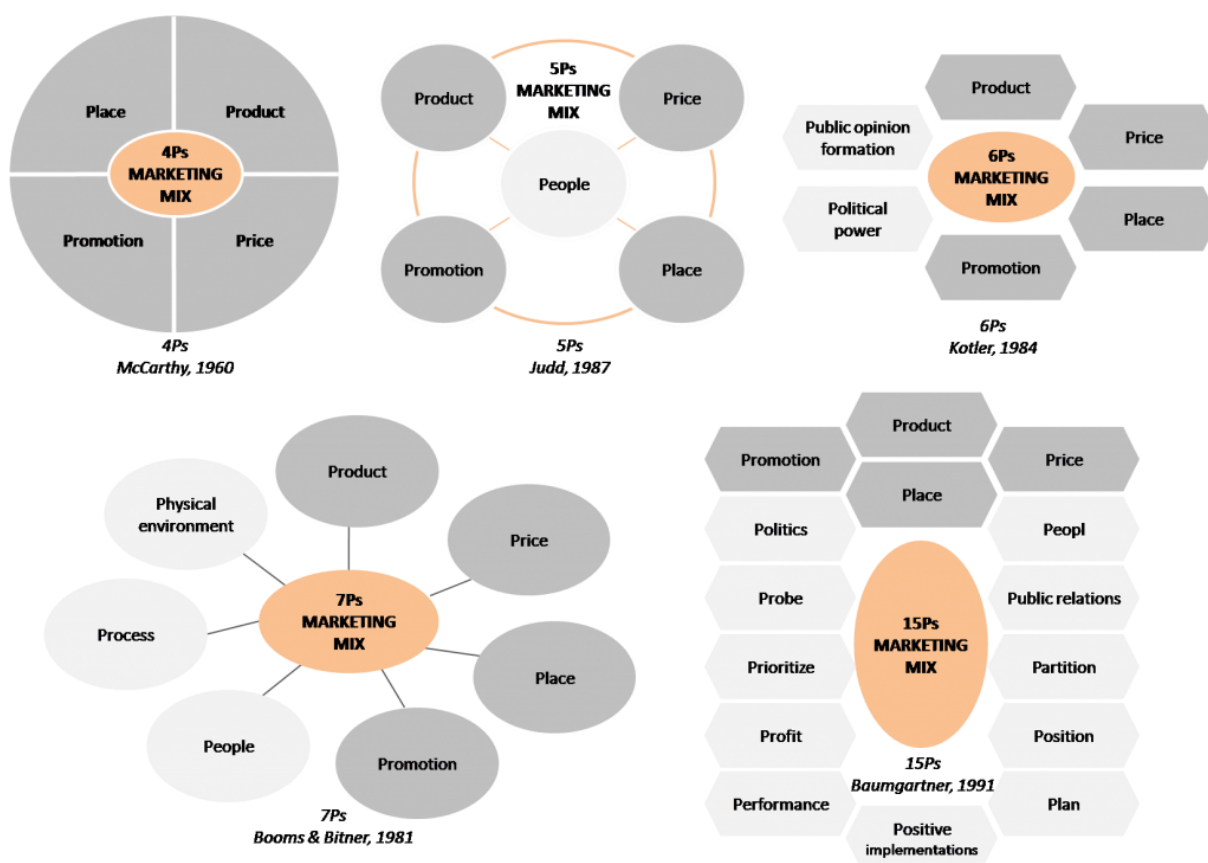 Place
Product
4Ps
MARKETING
MIX
Promotion
Price
4Ps
McCarthy, 1960
Product
5Ps
MARKETING
MIX
Price
People
Promotion
Place
5Ps
Judd, 1987
Product
Public opinion
formation
6Ps
MARKETING
MIX
Price
Political
power
Place
Promotion
6Ps
Kotler, 1984
Product
Physical
environment
Price
7Ps
MARKETING
MIX
Process
Place
People
Promotion
7Ps
Booms & Bitner, 1981
Product
Promotion
Price
Place
Politics
Peopl
Probe
Public relations
15Ps
MARKETING
MIX
Prioritize
Partition
Profit
Position
15Ps
Baumgartner, 1991
Performance
Plan
Positive
implementations